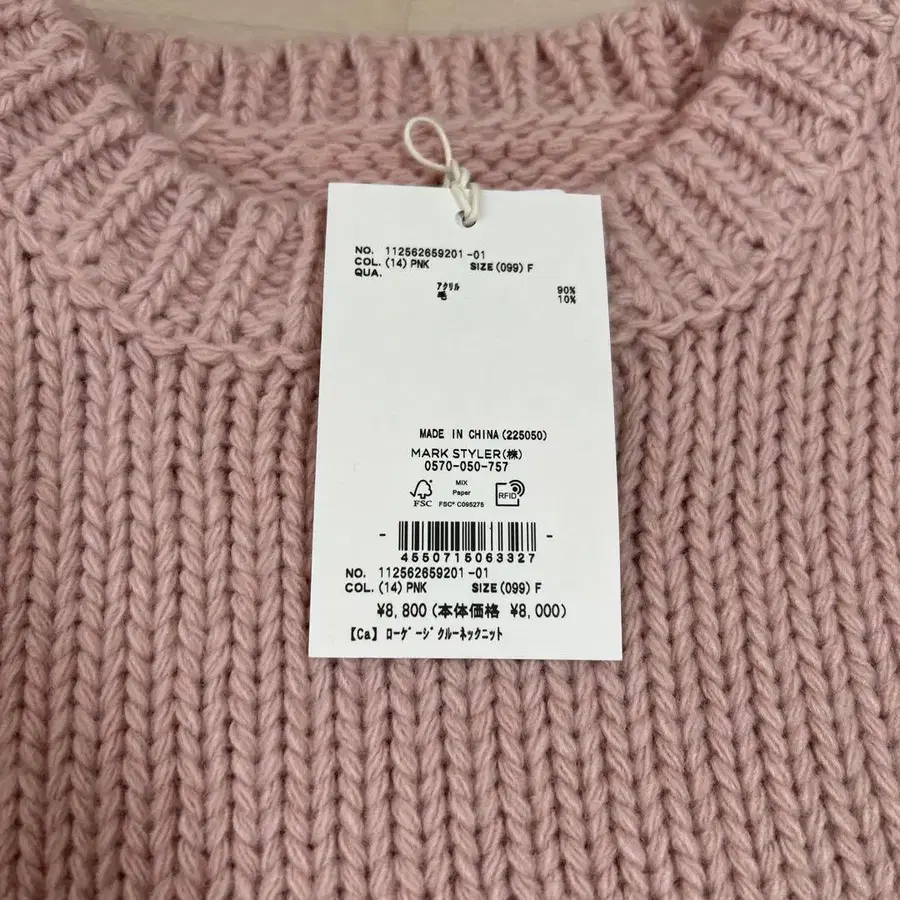 NO. 112562659201-01
COL. (14) PNK SIZE (099) F
QUA.
アクリル 90%
毛 10%
MADE IN CHINA (225050)
MARK STYLER(株)
0570-050-757
FSC
MIX
Paper
FSC® C095275
RFID
4550715063327
NO. 112562659201-01
COL. (14) PNK SIZE (099) F
¥8,800 (本体価格 ¥8,000)
【Ca】ローゲージクルーネックニット